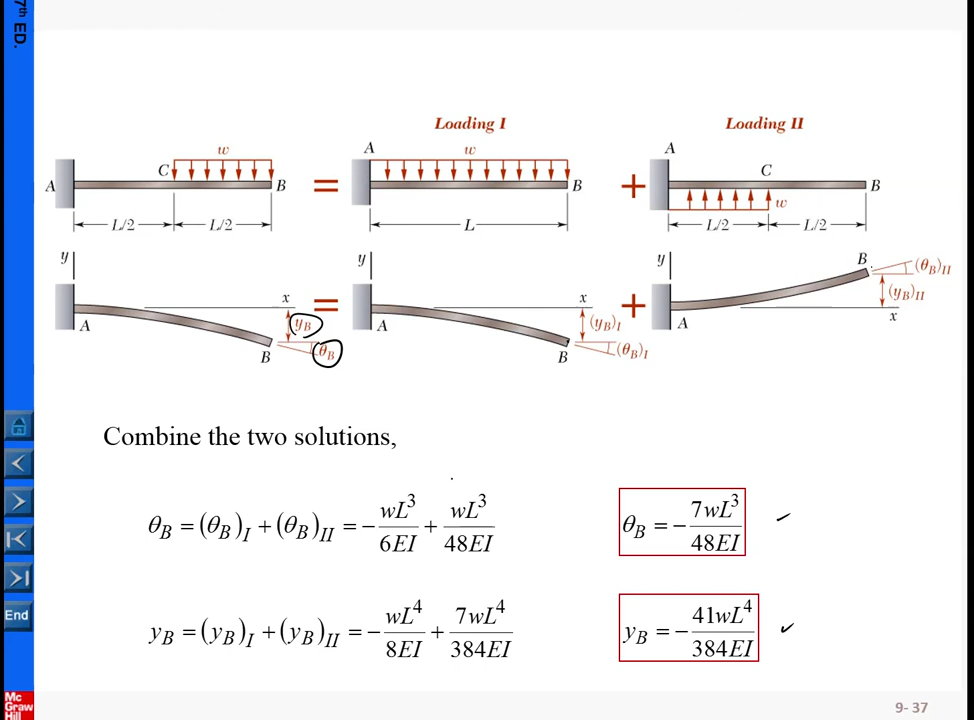 7th ED.
Loading I
Loading II
A C w B
= A w B
+ A C w B
L/2 L/2
L
L/2 L/2
y x A B yB θB
= y x A B (yB)I (θB)I
+ y x A B (θB)II (yB)II
Combine the two solutions,
θB = (θB)I + (θB)II = − wL³/6EI + wL³/48EI
θB = − 7wL³/48EI ✓
yB = (yB)I + (yB)II = − wL⁴/8EI + 7wL⁴/384EI
yB = − 41wL⁴/384EI ✓
End
Mc
Graw
Hill
9- 37